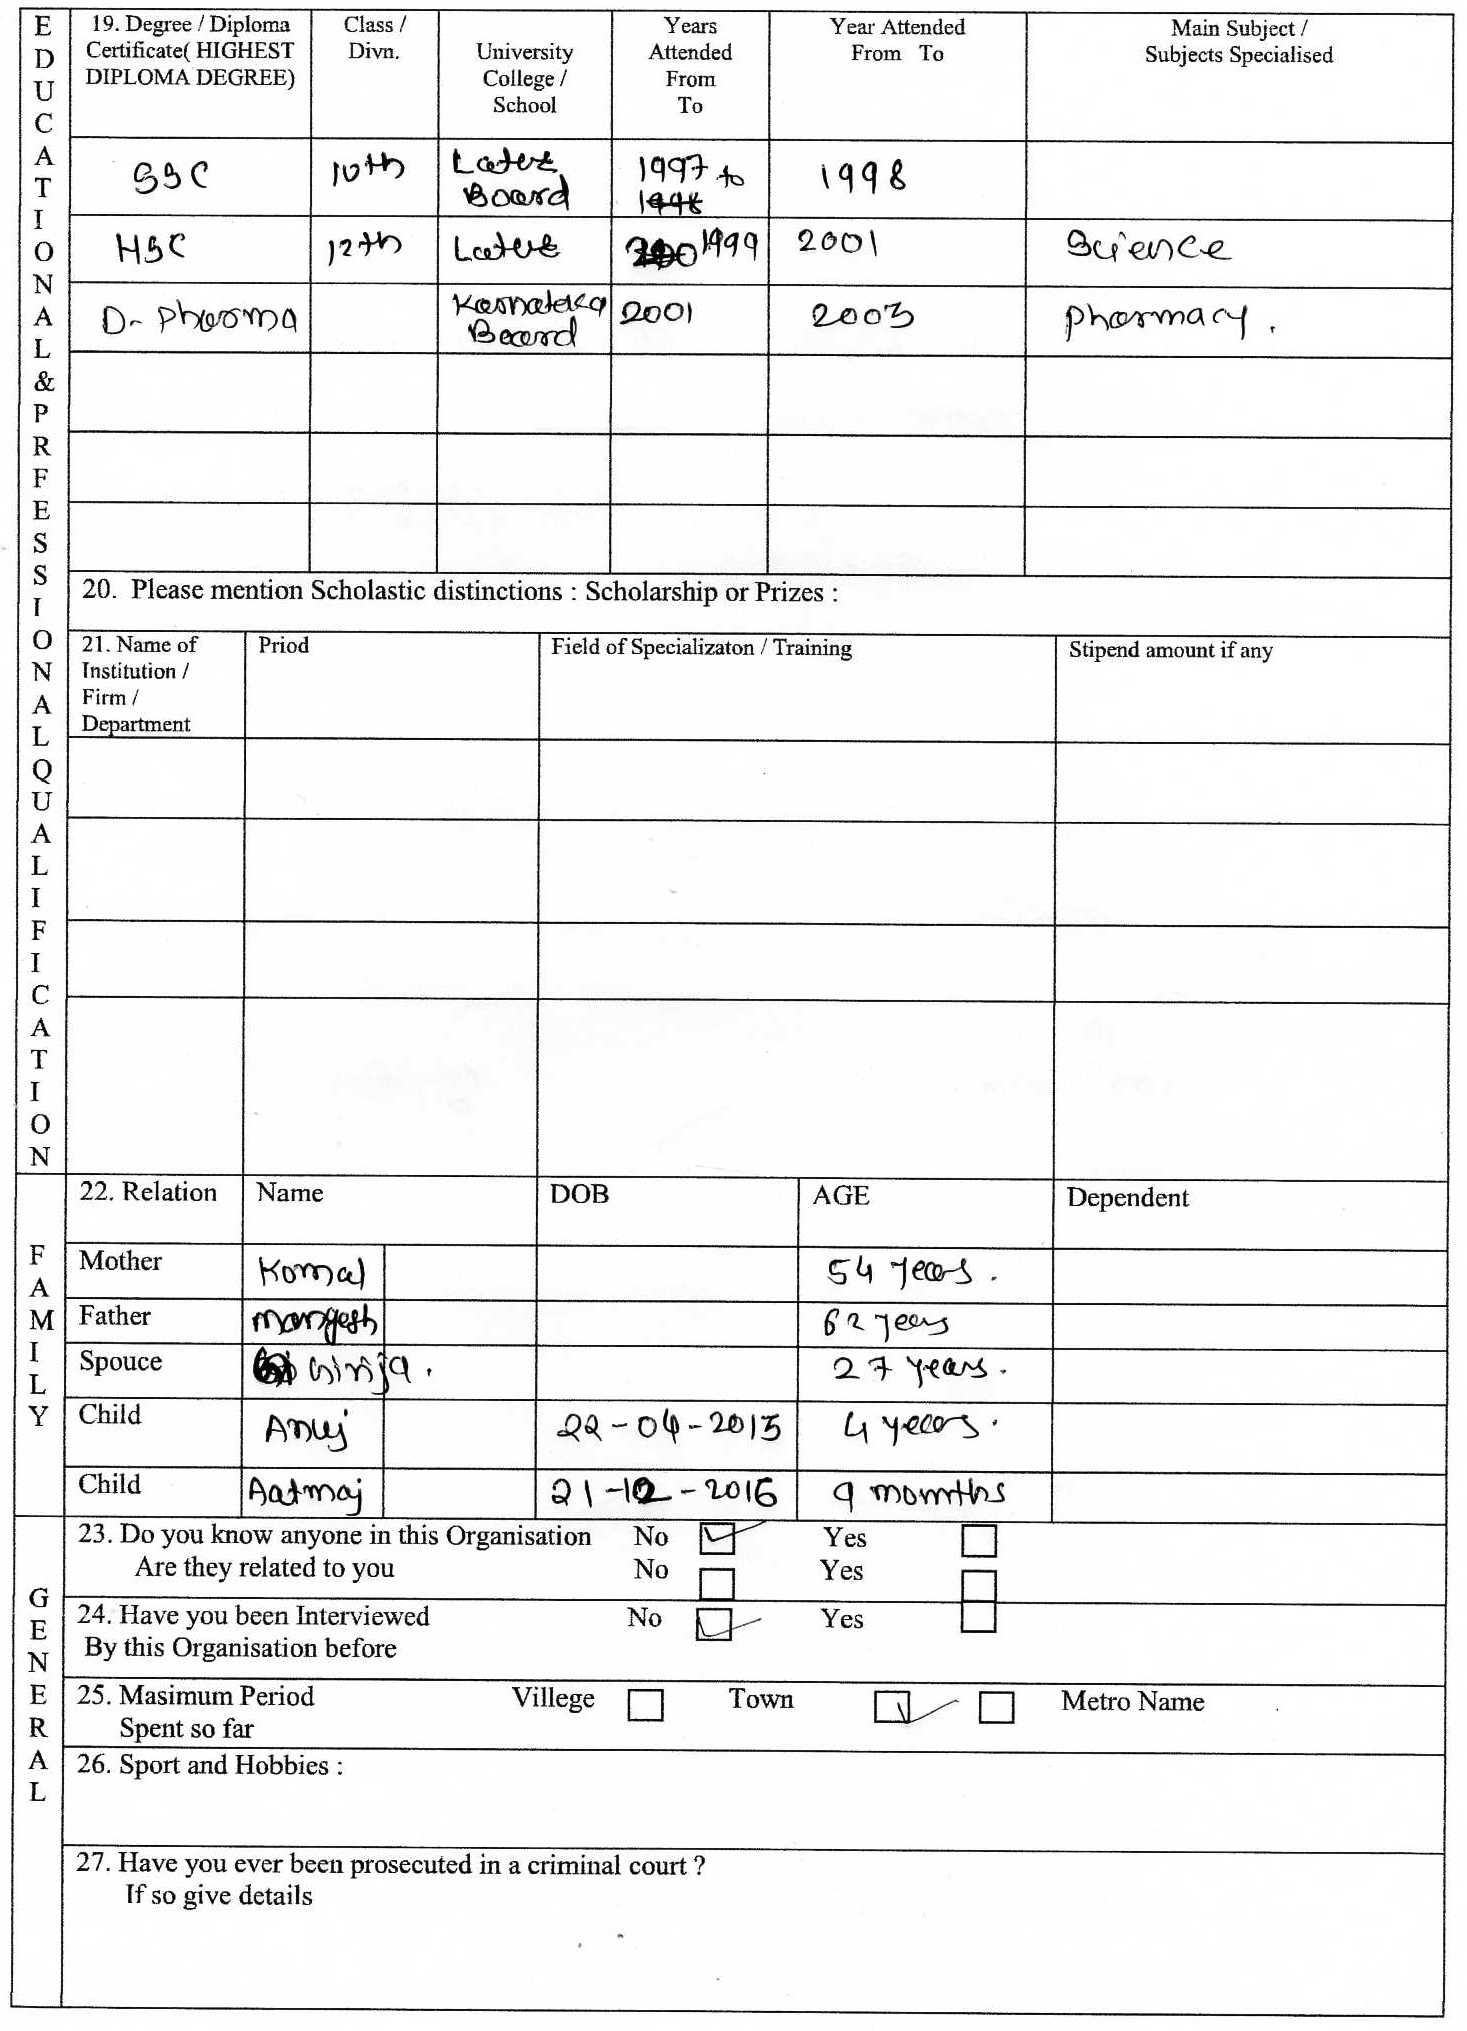 EDUCATIONAL&PRFESSIONALQUALIFICATION
19. Degree / Diploma Certificate( HIGHEST DIPLOMA DEGREE) Class / Divn. University College / School Years Attended From To Year Attended From To Main Subject / Subjects Specialised
SSC 10th Board 1997 to 1998 1998
HSC 12th 1999 2001 Science
D-Pharma Karnataka Board 2001 2003 pharmacy.
20. Please mention Scholastic distinctions : Scholarship or Prizes :
21. Name of Institution / Firm / Department Priod Field of Specializaton / Training Stipend amount if any
FAMILY
22. Relation Name DOB AGE Dependent
Mother Komal 54 years.
Father mangesh 62 years
Spouce 27 years.
Child Anuj 22-04-2013 4 years.
Child Aatmaj 21-12-2016 9 momths
GENERAL
23. Do you know anyone in this Organisation No Yes
Are they related to you No Yes
24. Have you been Interviewed No Yes
By this Organisation before
25. Masimum Period Villege Town Metro Name
Spent so far
26. Sport and Hobbies :
27. Have you ever been prosecuted in a criminal court ?
If so give details